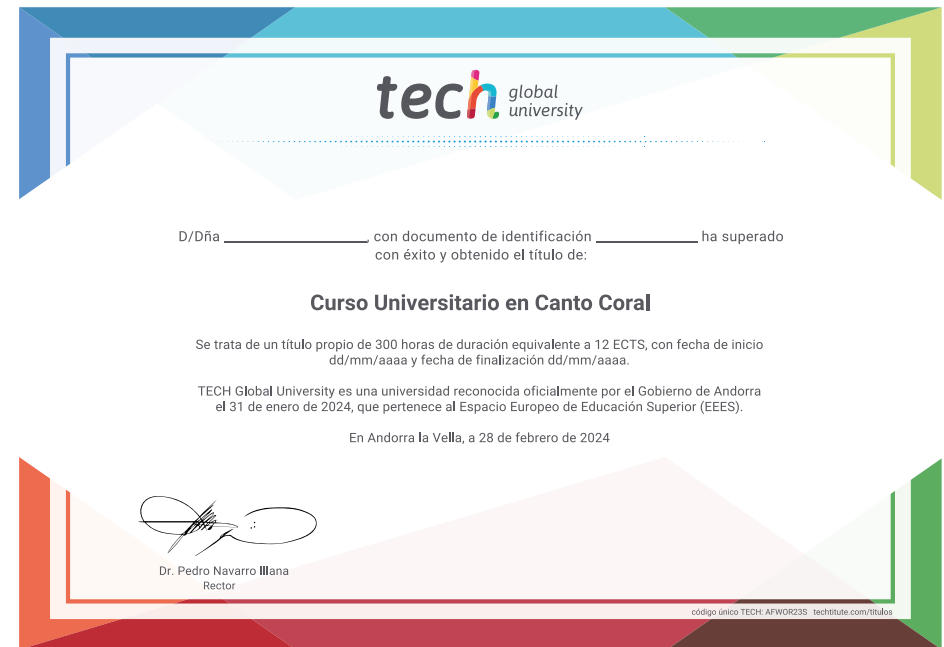 tech global university
D/Dña ____________________, con documento de identificación ______________ ha superado
con éxito y obtenido el título de:
Curso Universitario en Canto Coral
Se trata de un título propio de 300 horas de duración equivalente a 12 ECTS, con fecha de inicio
dd/mm/aaaa y fecha de finalización dd/mm/aaaa.
TECH Global University es una universidad reconocida oficialmente por el Gobierno de Andorra
el 31 de enero de 2024, que pertenece al Espacio Europeo de Educación Superior (EEES).
En Andorra la Vella, a 28 de febrero de 2024
Dr. Pedro Navarro Illana
Rector
código único TECH: AFWOR23S techtitute.com/titulos